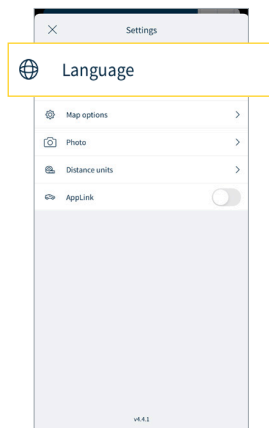 Settings
Language
Map options
Photo
Distance units
AppLink
v4.4.1